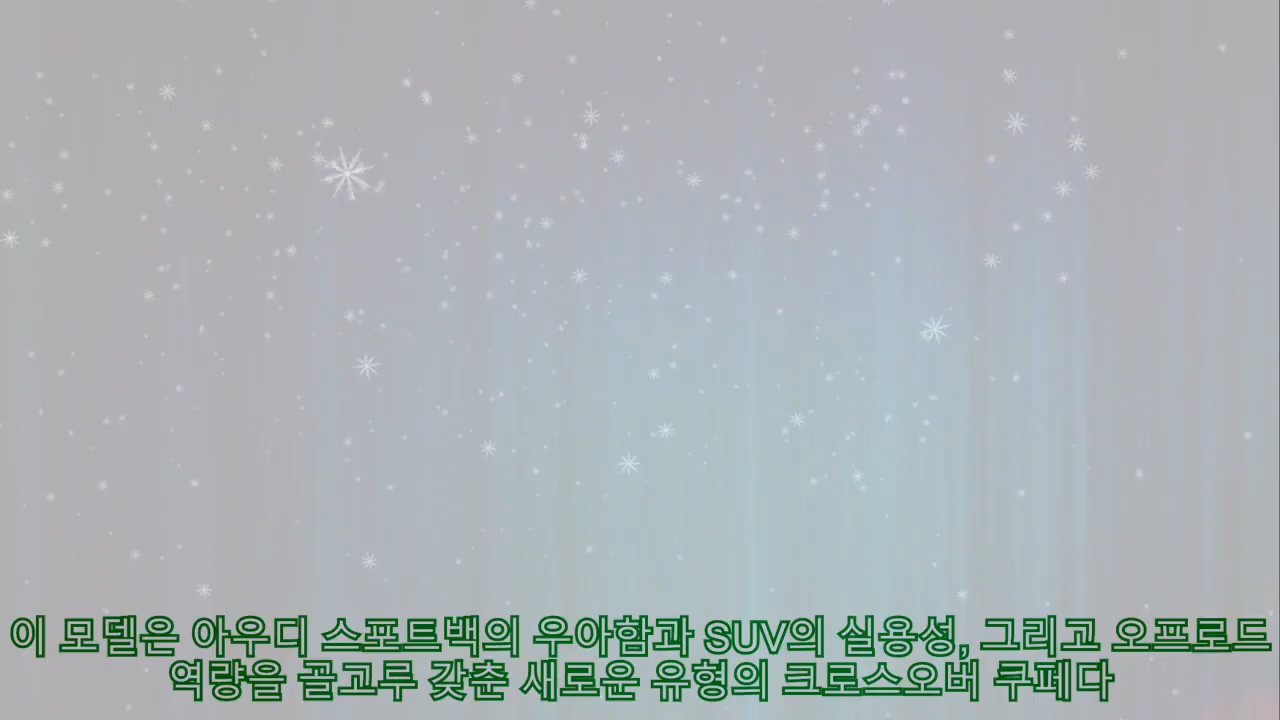 이 모델은 아우디 스포트백의 우아함과 SUV의 실용성, 그리고 오프로드
역량을 골고루 갖춘 새로운 유형의 크로스오버 쿠페다